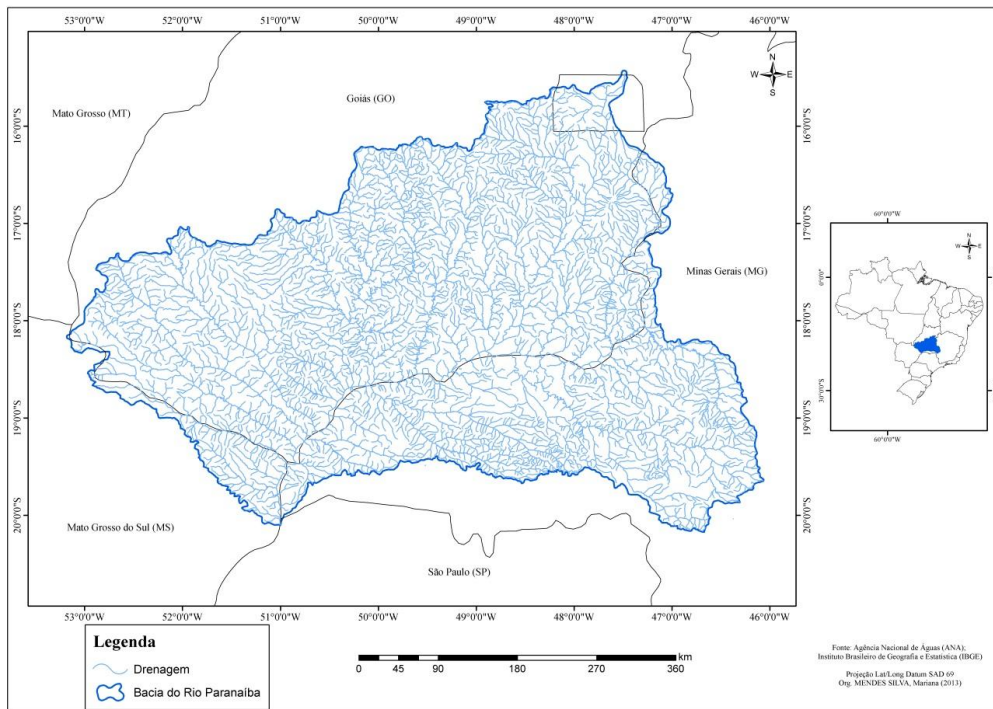 53°0'0"W 52°0'0"W 51°0'0"W 50°0'0"W 49°0'0"W 48°0'0"W 47°0'0"W 46°0'0"W
N
W E
S
Goiás (GO)
Mato Grosso (MT)
16°0'0"S 16°0'0"S
17°0'0"S 17°0'0"S
Minas Gerais (MG)
18°0'0"S 18°0'0"S
19°0'0"S 19°0'0"S
20°0'0"S 20°0'0"S
Mato Grosso do Sul (MS)
São Paulo (SP)
53°0'0"W 52°0'0"W 51°0'0"W 50°0'0"W 49°0'0"W 48°0'0"W 47°0'0"W 46°0'0"W
60°0'0"W
N
W E
S
0°0'0"
30°0'0"S
60°0'0"W
Legenda
Drenagem
Bacia do Rio Paranaíba
km
0 45 90 180 270 360
Fonte: Agência Nacional de Águas (ANA);
Instituto Brasileiro de Geografia e Estatística (IBGE)
Projeção Lat/Long Datum SAD 69
Org. MENDES SILVA, Mariana (2013)